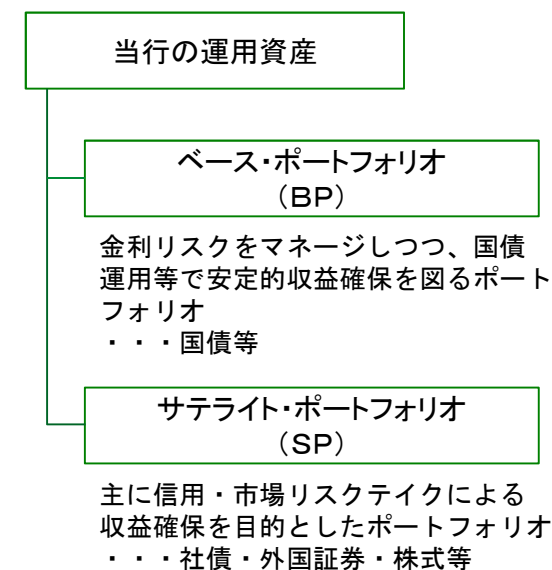 当行の運用資産
ベース・ポートフォリオ
（ＢＰ）
金利リスクをマネージしつつ、国債
運用等で安定的収益確保を図るポート
フォリオ
・・・国債等
サテライト・ポートフォリオ
（ＳＰ）
主に信用・市場リスクテイクによる
収益確保を目的としたポートフォリオ
・・・社債・外国証券・株式等